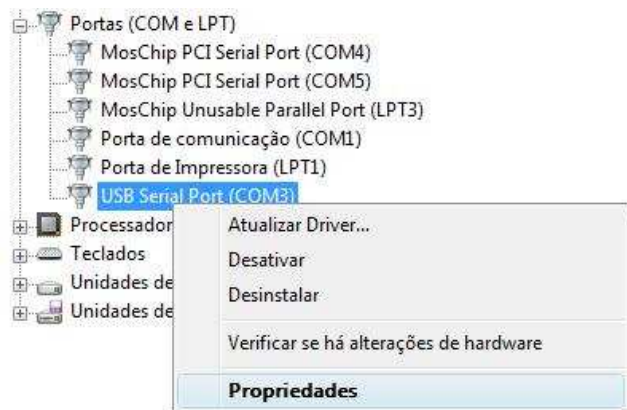 Portas (COM e LPT)
MosChip PCI Serial Port (COM4)
MosChip PCI Serial Port (COM5)
MosChip Unusable Parallel Port (LPT3)
Porta de comunicação (COM1)
Porta de Impressora (LPT1)
USB Serial Port (COM3)
Processador
Teclados
Unidades de
Unidades de
Atualizar Driver...
Desativar
Desinstalar
Verificar se há alterações de hardware
Propriedades